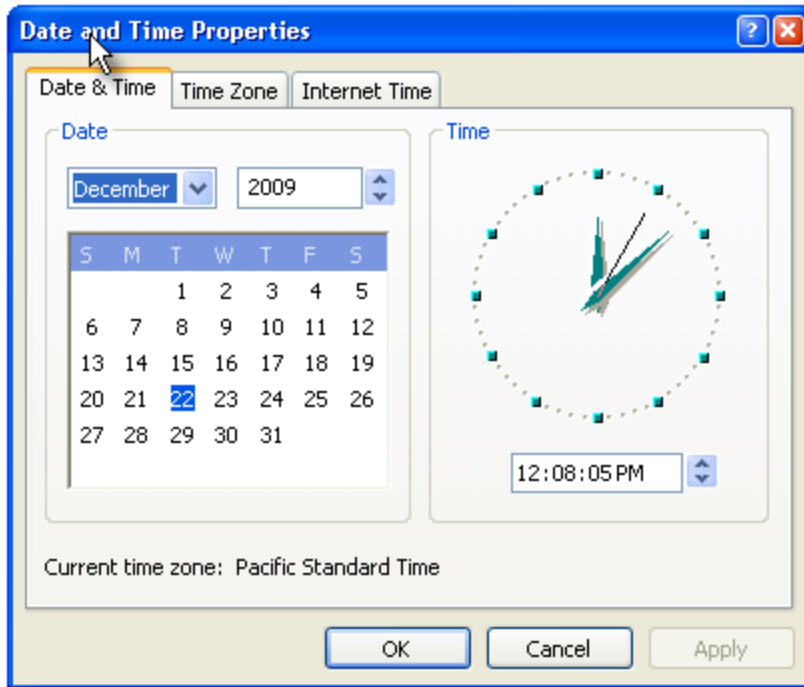 Date and Time Properties
Date & Time Time Zone Internet Time
Date
December 2009
S M T W T F S
1 2 3 4 5
6 7 8 9 10 11 12
13 14 15 16 17 18 19
20 21 22 23 24 25 26
27 28 29 30 31
Time
12:08:05 PM
Current time zone: Pacific Standard Time
OK Cancel Apply